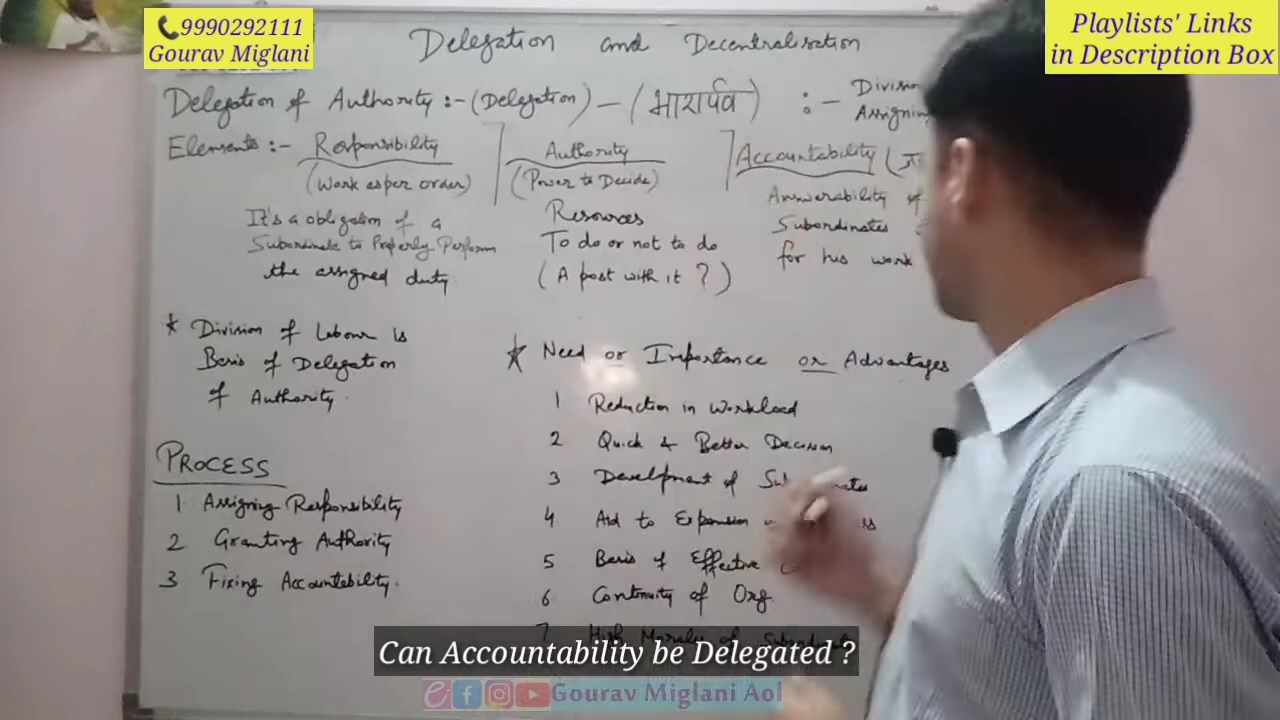 📞9990292111
Gourav Miglani
Playlists' Links
in Description Box
Delegation and Decentralisation
Delegation of Authority :- (Delegation) - (भारार्पव) :- Division
Assigning
Elements :- Responsibility
(Work as per order)
It's a obligation of a
Subordinate to Properly Perform
the assigned duty.
Authority
(Power to Decide)
Resources
To do or not to do
(A post with it ?)
Accountability (
Answerability of
Subordinates
for his work
* Division of Labour is
Basis of Delegation
of Authority.
PROCESS
1 Assigning Responsibility
2 Granting Authority
3 Fixing Accountability.
* Need or Importance or Advantages
1 Reduction in Workload
2 Quick & Better Decision
3 Development of
4 Aid to Expansion
5 Basis of Effective
6 Continuity of Org.
7 High Morale of
Can Accountability be Delegated ?
Gourav Miglani Aol